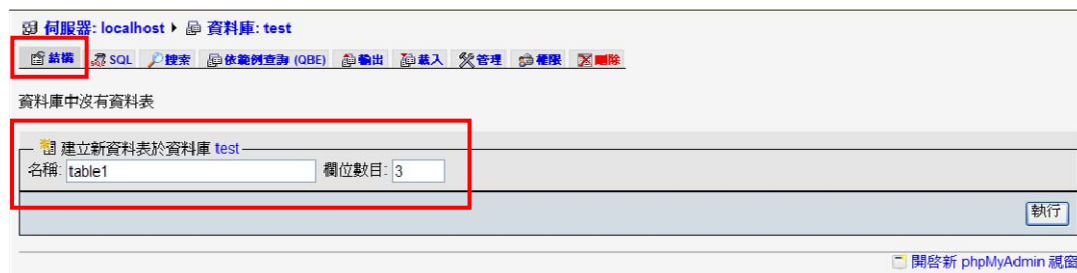 伺服器: localhost ▸ 資料庫: test
結構 SQL 搜索 依範例查詢 (QBE) 輸出 載入 管理 權限 刪除
資料庫中沒有資料表
建立新資料表於資料庫 test
名稱: table1 欄位數目: 3
執行
開啓新 phpMyAdmin 視窗